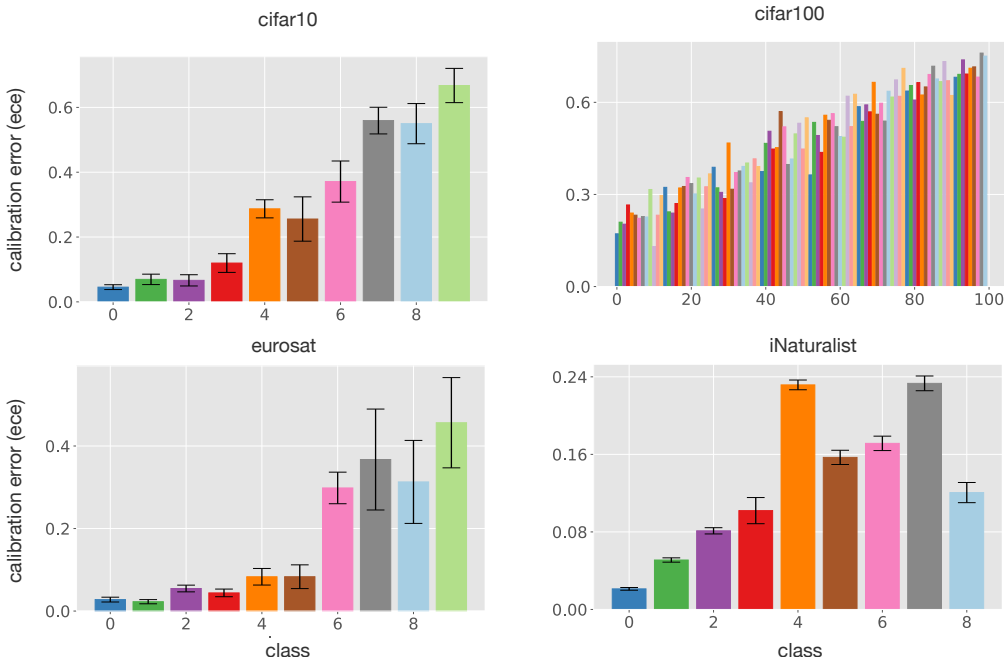 cifar10
calibration error (ece)
0.6
0.4
0.2
0.0
0 2 4 6 8
cifar100
0.6
0.3
0.0
0 20 40 60 80 100
eurosat
calibration error (ece)
0.4
0.2
0.0
0 2 4 6 8
class
iNaturalist
0.24
0.16
0.08
0.00
0 2 4 6 8
class